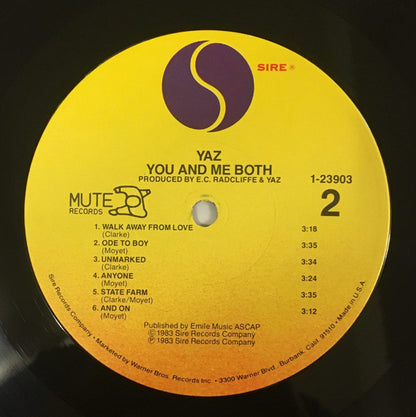 SIRE ®
YAZ
YOU AND ME BOTH
PRODUCED BY E.C. RADCLIFFE & YAZ
1-23903
2
MUTE
RECORDS
1. WALK AWAY FROM LOVE 3:18
(Clarke)
2. ODE TO BOY 3:35
(Moyet)
3. UNMARKED 3:34
(Clarke)
4. ANYONE 3:24
(Moyet)
5. STATE FARM 3:35
(Clarke/Moyet)
6. AND ON 3:12
(Moyet)
Published by Emile Music ASCAP
©1983 Sire Records Company
℗1983 Sire Records Company
Sire Records Company • Marketed by Warner Bros. Records Inc. • 3300 Warner Blvd., Burbank, Calif. 91510 • Made in U.S.A.